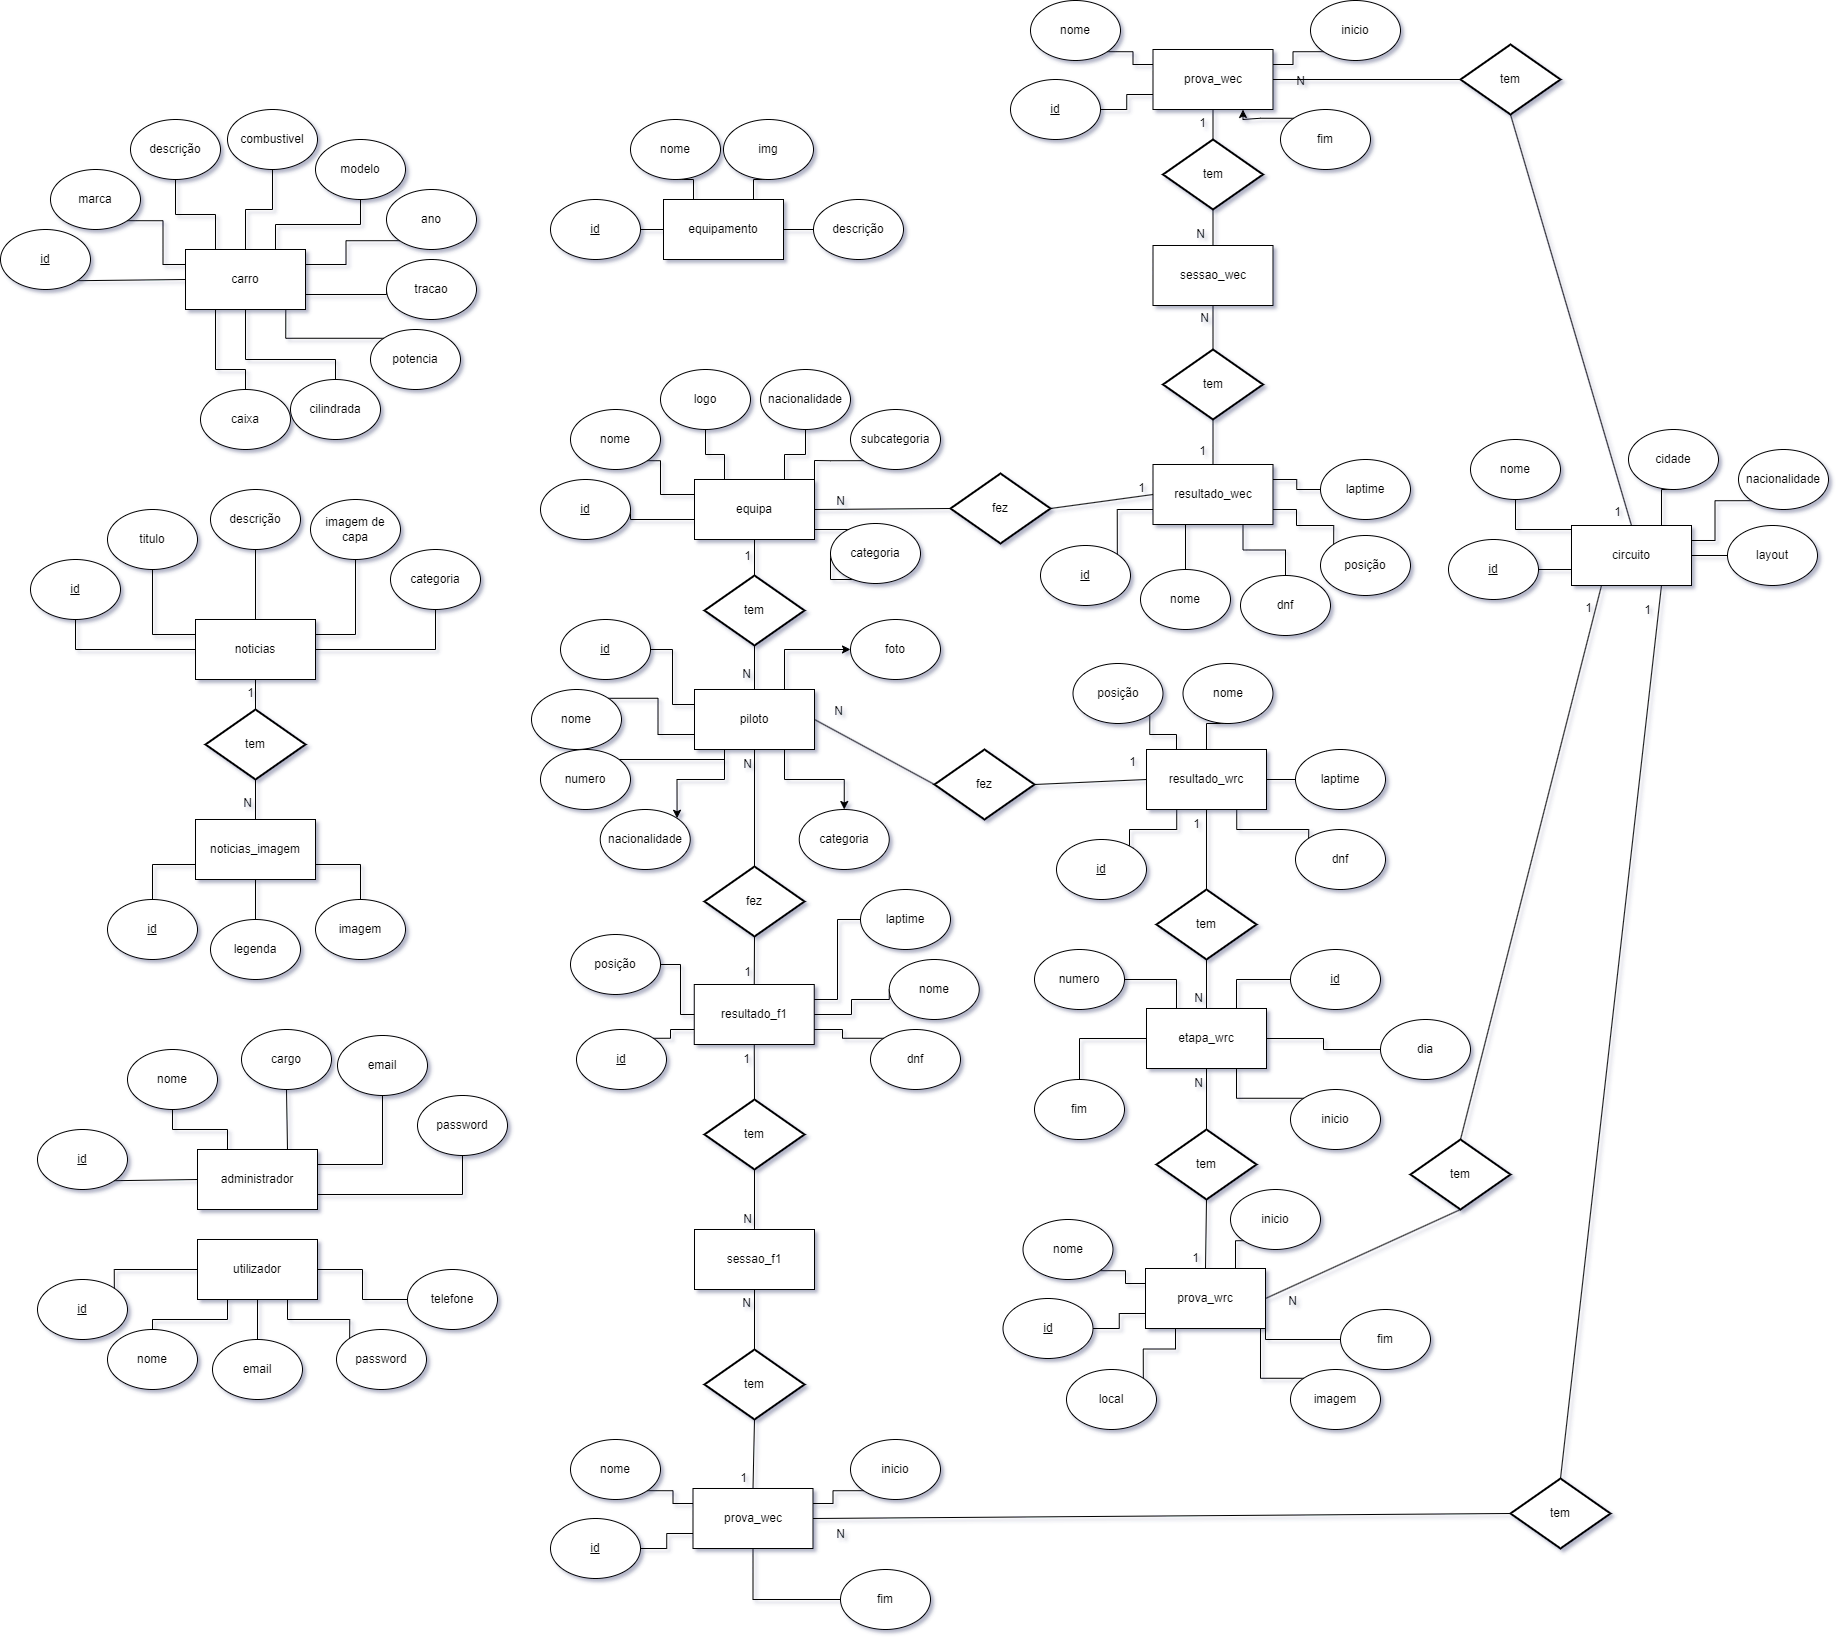 nome
inicio
prova_wec
N
tem
id
fim
1
tem
N
sessao_wec
N
tem
1
descrição
combustivel
modelo
marca
ano
id
carro
tracao
potencia
caixa
cilindrada
nome
img
id
equipamento
descrição
logo
nacionalidade
nome
subcategoria
id
equipa
N
fez
1
resultado_wec
laptime
categoria
posição
id
nome
dnf
1
tem
N
nome
cidade
nacionalidade
1
id
circuito
layout
1
1
titulo
descrição
imagem de
capa
id
categoria
noticias
1
tem
N
noticias_imagem
id
legenda
imagem
id
foto
nome
piloto
N
numero
N
nacionalidade
categoria
fez
1
posição
nome
resultado_wrc
laptime
1
id
dnf
tem
N
fez
1
posição
laptime
nome
resultado_f1
id
dnf
1
tem
N
sessao_f1
N
tem
1
numero
id
etapa_wrc
dia
fim
inicio
N
tem
1
inicio
nome
prova_wrc
N
id
fim
local
imagem
tem
nome
cargo
email
password
id
administrador
utilizador
id
telefone
nome
email
password
nome
inicio
prova_wec
N
id
fim
tem